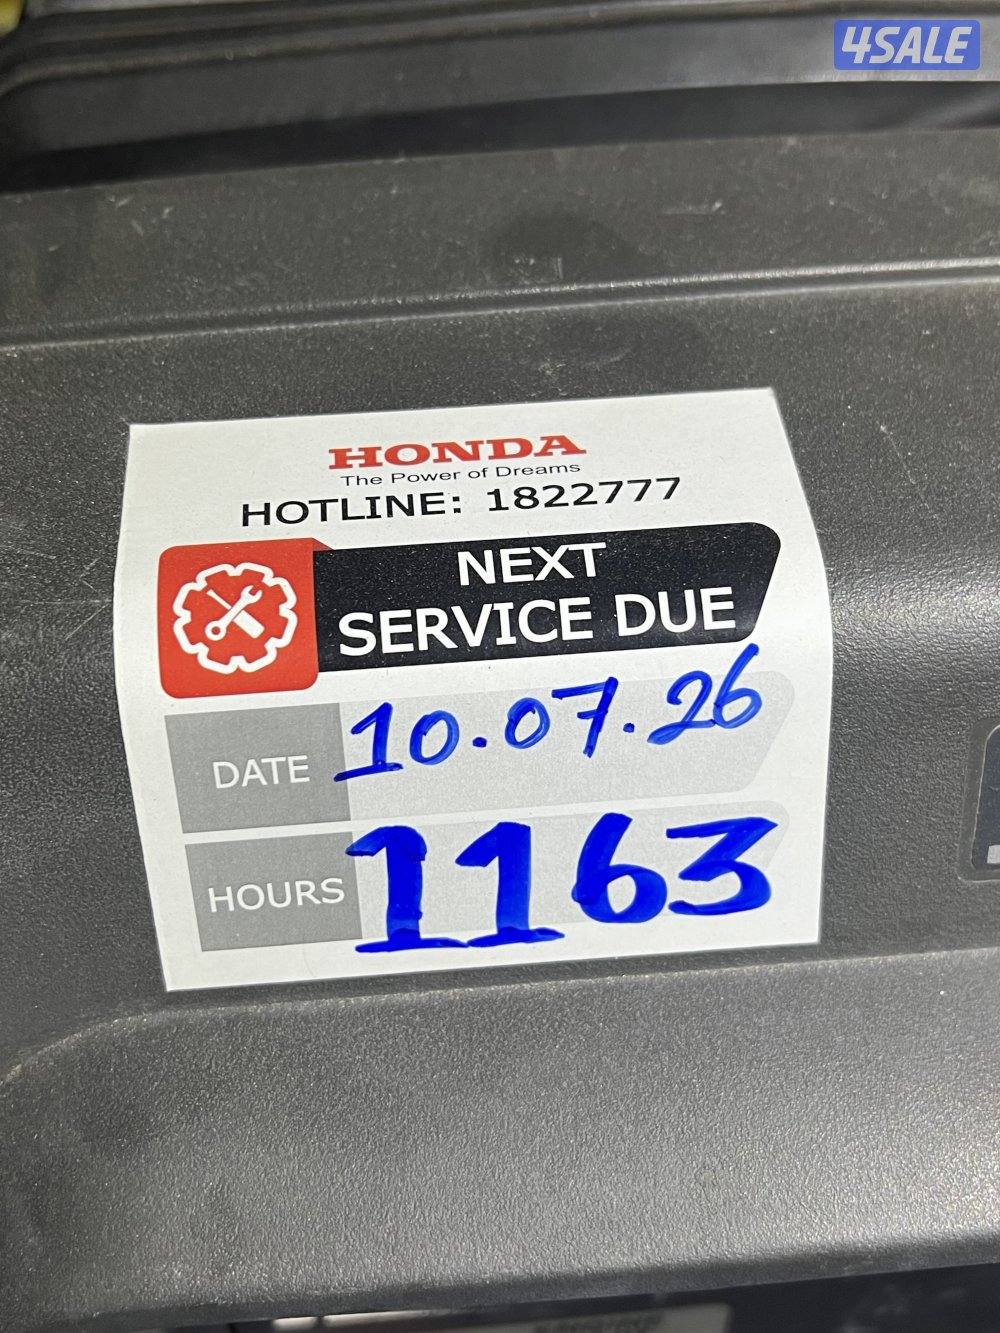 4SALE
HONDA
The Power of Dreams
HOTLINE: 1822777
NEXT
SERVICE DUE
DATE 10.07.26
HOURS 1163